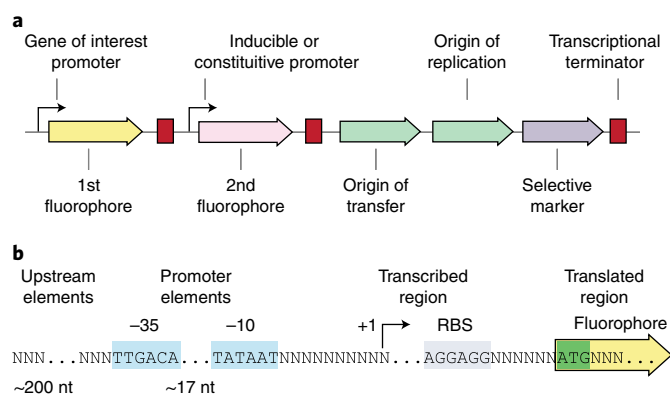 a
Gene of interest promoter
Inducible or constituitive promoter
Origin of replication
Transcriptional terminator
1st fluorophore
2nd fluorophore
Origin of transfer
Selective marker
b
Upstream elements
Promoter elements
Transcribed region
Translated region
–35
–10
+1
RBS
Fluorophore
NNN...NNNTTGACA...TATAATNNNNNNNNNN...AGGAGGNNNNNNATGNNN...
~200 nt
~17 nt